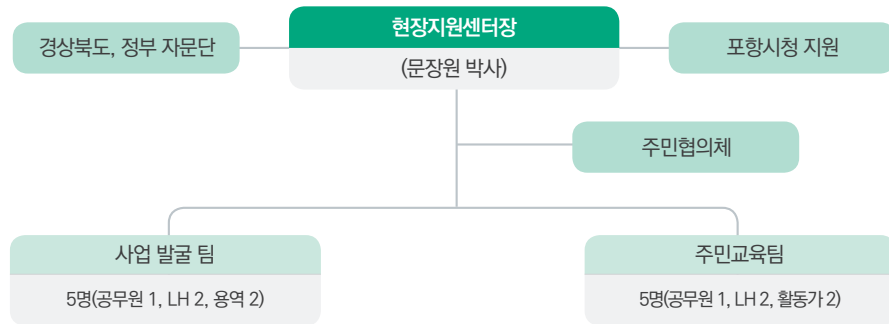 현장지원센터장
경상북도, 정부 자문단
(문장원 박사)
포항시청 지원
주민협의체
사업 발굴 팀
5명(공무원 1, LH 2, 용역 2)
주민교육팀
5명(공무원 1, LH 2, 활동가 2)